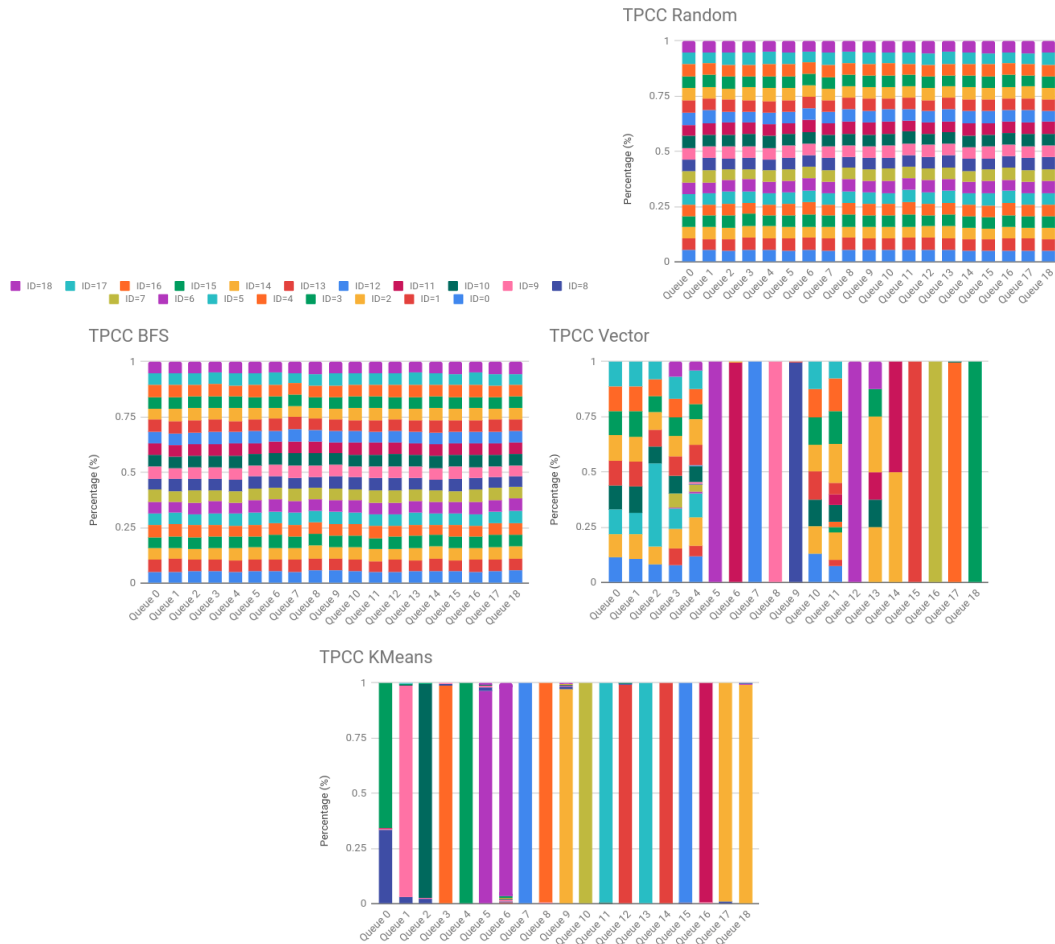 TPCC Random
1
0.75
0.5
0.25
0
Percentage (%)
Queue 0 Queue 1 Queue 2 Queue 3 Queue 4 Queue 5 Queue 6 Queue 7 Queue 8 Queue 9 Queue 10 Queue 11 Queue 12 Queue 13 Queue 14 Queue 15 Queue 16 Queue 17 Queue 18
ID=18 ID=17 ID=16 ID=15 ID=14 ID=13 ID=12 ID=11 ID=10 ID=9 ID=8
ID=7 ID=6 ID=5 ID=4 ID=3 ID=2 ID=1 ID=0
TPCC BFS
1
0.75
0.5
0.25
0
Percentage (%)
Queue 0 Queue 1 Queue 2 Queue 3 Queue 4 Queue 5 Queue 6 Queue 7 Queue 8 Queue 9 Queue 10 Queue 11 Queue 12 Queue 13 Queue 14 Queue 15 Queue 16 Queue 17 Queue 18
TPCC Vector
1
0.75
0.5
0.25
0
Percentage (%)
Queue 0 Queue 1 Queue 2 Queue 3 Queue 4 Queue 5 Queue 6 Queue 7 Queue 8 Queue 9 Queue 10 Queue 11 Queue 12 Queue 13 Queue 14 Queue 15 Queue 16 Queue 17 Queue 18
TPCC KMeans
1
0.75
0.5
0.25
0
Percentage (%)
Queue 0 Queue 1 Queue 2 Queue 3 Queue 4 Queue 5 Queue 6 Queue 7 Queue 8 Queue 9 Queue 10 Queue 11 Queue 12 Queue 13 Queue 14 Queue 15 Queue 16 Queue 17 Queue 18